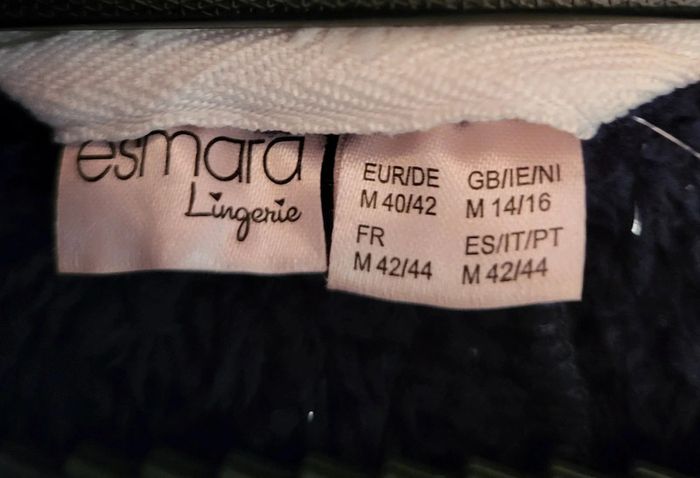 esmara
Lingerie
EUR/DE GB/IE/NI
M 40/42 M 14/16
FR ES/IT/PT
M 42/44 M 42/44